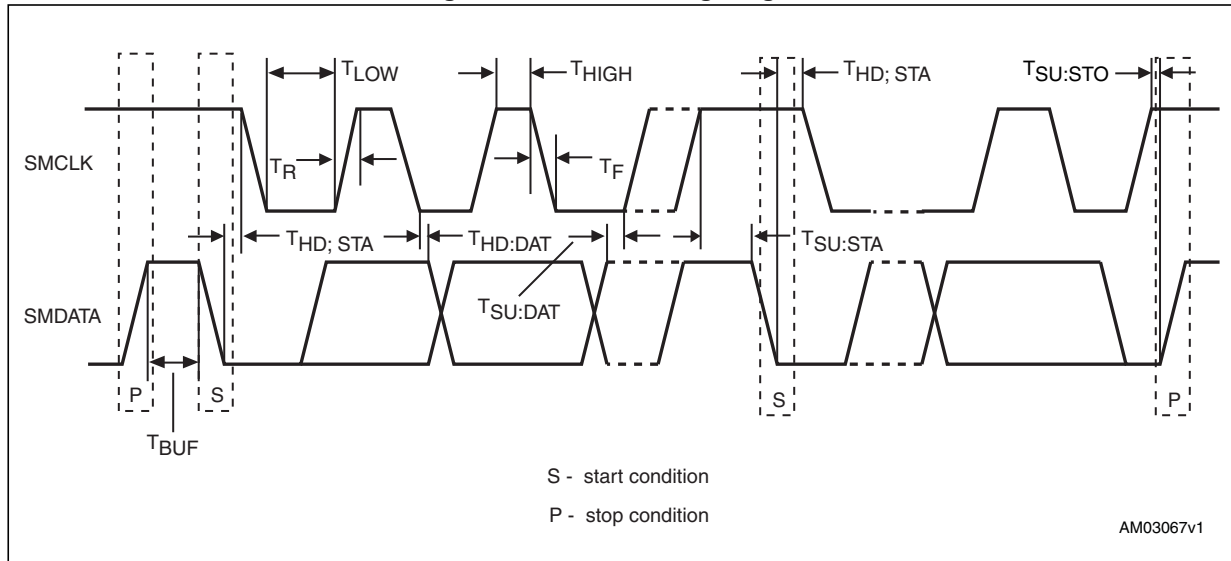 TLOW
THIGH
THD; STA
TSU:STO
SMCLK
TR
TF
THD; STA
THD:DAT
TSU:STA
TSU:DAT
SMDATA
P
S
S
P
TBUF
S - start condition
P - stop condition
AM03067v1